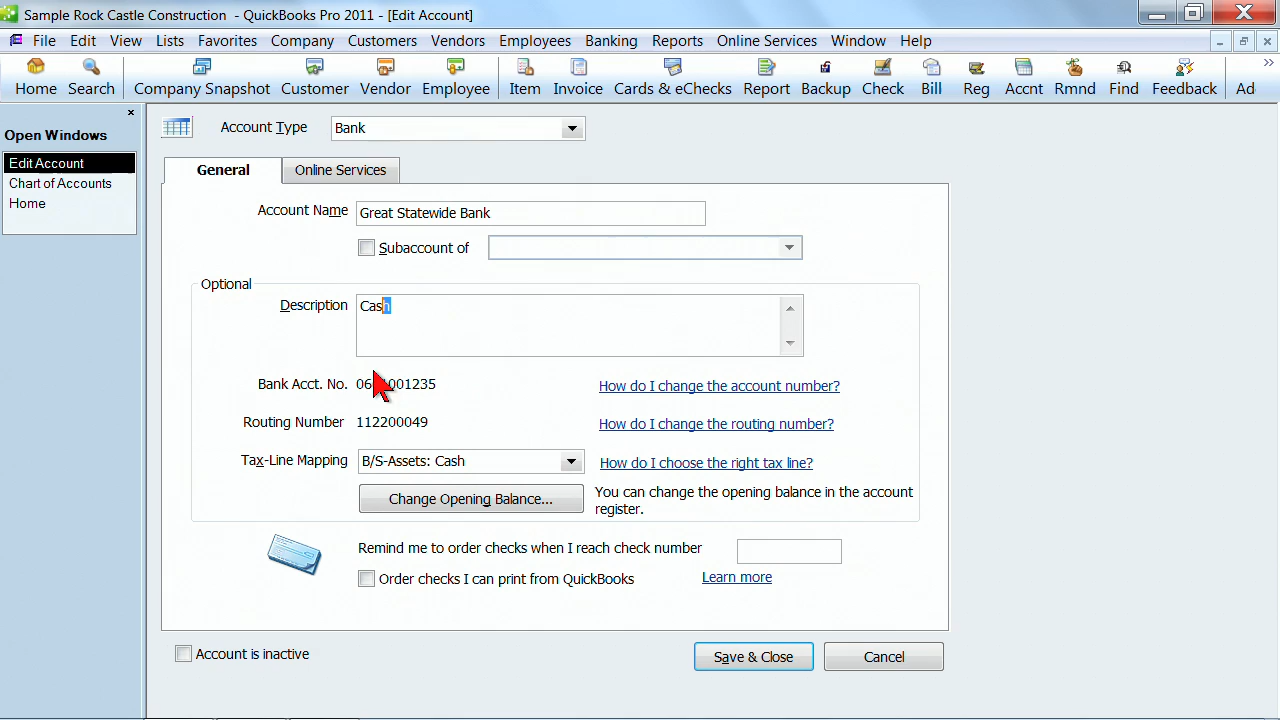 Sample Rock Castle Construction - QuickBooks Pro 2011 - [Edit Account]
File Edit View Lists Favorites Company Customers Vendors Employees Banking Reports Online Services Window Help
Home Search Company Snapshot Customer Vendor Employee Item Invoice Cards & eChecks Report Backup Check Bill Reg Accnt Rmnd Find Feedback Ad
Open Windows
Edit Account
Chart of Accounts
Home
Account Type Bank
General Online Services
Account Name Great Statewide Bank
Subaccount of
Optional
Description Cash
Bank Acct. No. How do I change the account number?
Routing Number 112200049 How do I change the routing number?
Tax-Line Mapping B/S-Assets: Cash How do I choose the right tax line?
Change Opening Balance... You can change the opening balance in the account
register.
Remind me to order checks when I reach check number
Order checks I can print from QuickBooks Learn more
Account is inactive Save & Close Cancel